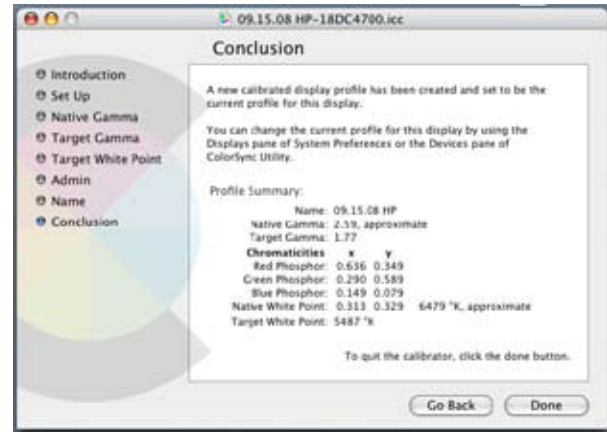 09.15.08 HP-18DC4700.icc
Conclusion
Introduction
Set Up
Native Gamma
Target Gamma
Target White Point
Admin
Name
Conclusion
A new calibrated display profile has been created and set to be the
current profile for this display.
You can change the current profile for this display by using the
Displays pane of System Preferences or the Devices pane of
ColorSync Utility.
Profile Summary:
Name: 09.15.08 HP
Native Gamma: 2.59, approximate
Target Gamma: 1.77
Chromaticities x y
Red Phosphor: 0.636 0.349
Green Phosphor: 0.290 0.589
Blue Phosphor: 0.149 0.079
Native White Point: 0.313 0.329 6479 °K, approximate
Target White Point: 5487 °K
To quit the calibrator, click the done button.
Go Back Done